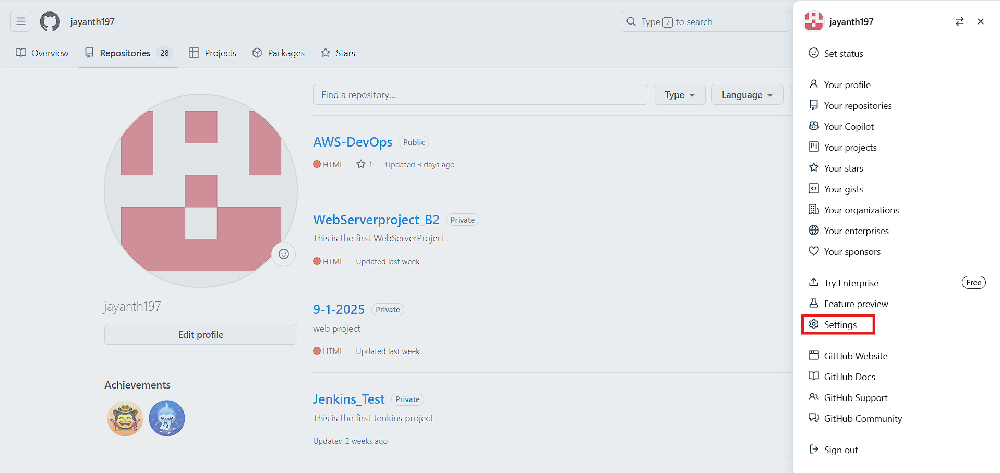 jayanth197
Type / to search
Overview
Repositories 28
Projects
Packages
Stars
Find a repository...
Type
Language
AWS-DevOps Public
HTML 1 Updated 3 days ago
WebServerproject_B2 Private
This is the first WebServerProject
HTML Updated last week
9-1-2025 Private
web project
HTML Updated last week
Jenkins_Test Private
This is the first Jenkins project
Updated 2 weeks ago
jayanth197
Edit profile
Achievements
jayanth197
Set status
Your profile
Your repositories
Your Copilot
Your projects
Your stars
Your gists
Your organizations
Your enterprises
Your sponsors
Try Enterprise Free
Feature preview
Settings
GitHub Website
GitHub Docs
GitHub Support
GitHub Community
Sign out